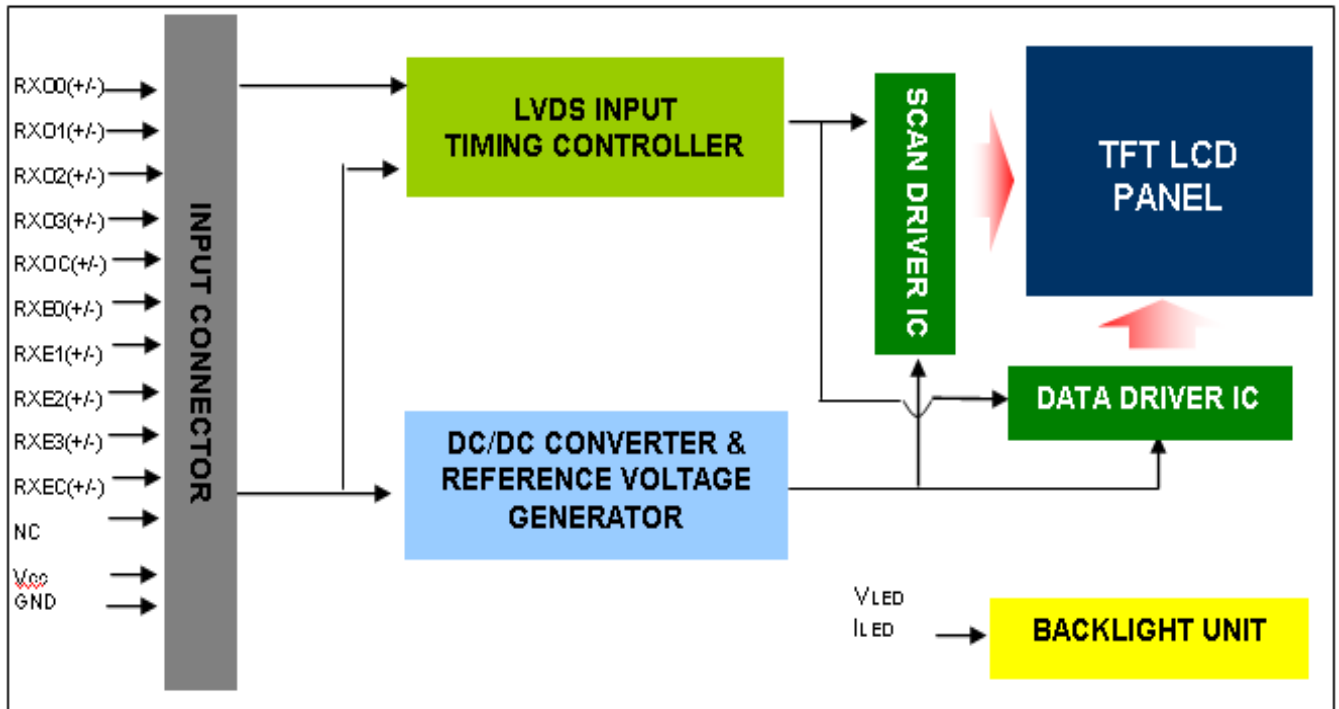 RXO0(+/-)
RXO1(+/-)
RXO2(+/-)
RXO3(+/-)
RXOC(+/-)
RXE0(+/-)
RXE1(+/-)
RXE2(+/-)
RXE3(+/-)
RXEC(+/-)
NC
Vcc
GND
INPUT CONNECTOR
LVDS INPUT
TIMING CONTROLLER
DC/DC CONVERTER &
REFERENCE VOLTAGE
GENERATOR
SCAN DRIVER IC
TFT LCD
PANEL
DATA DRIVER IC
VLED
ILED
BACKLIGHT UNIT